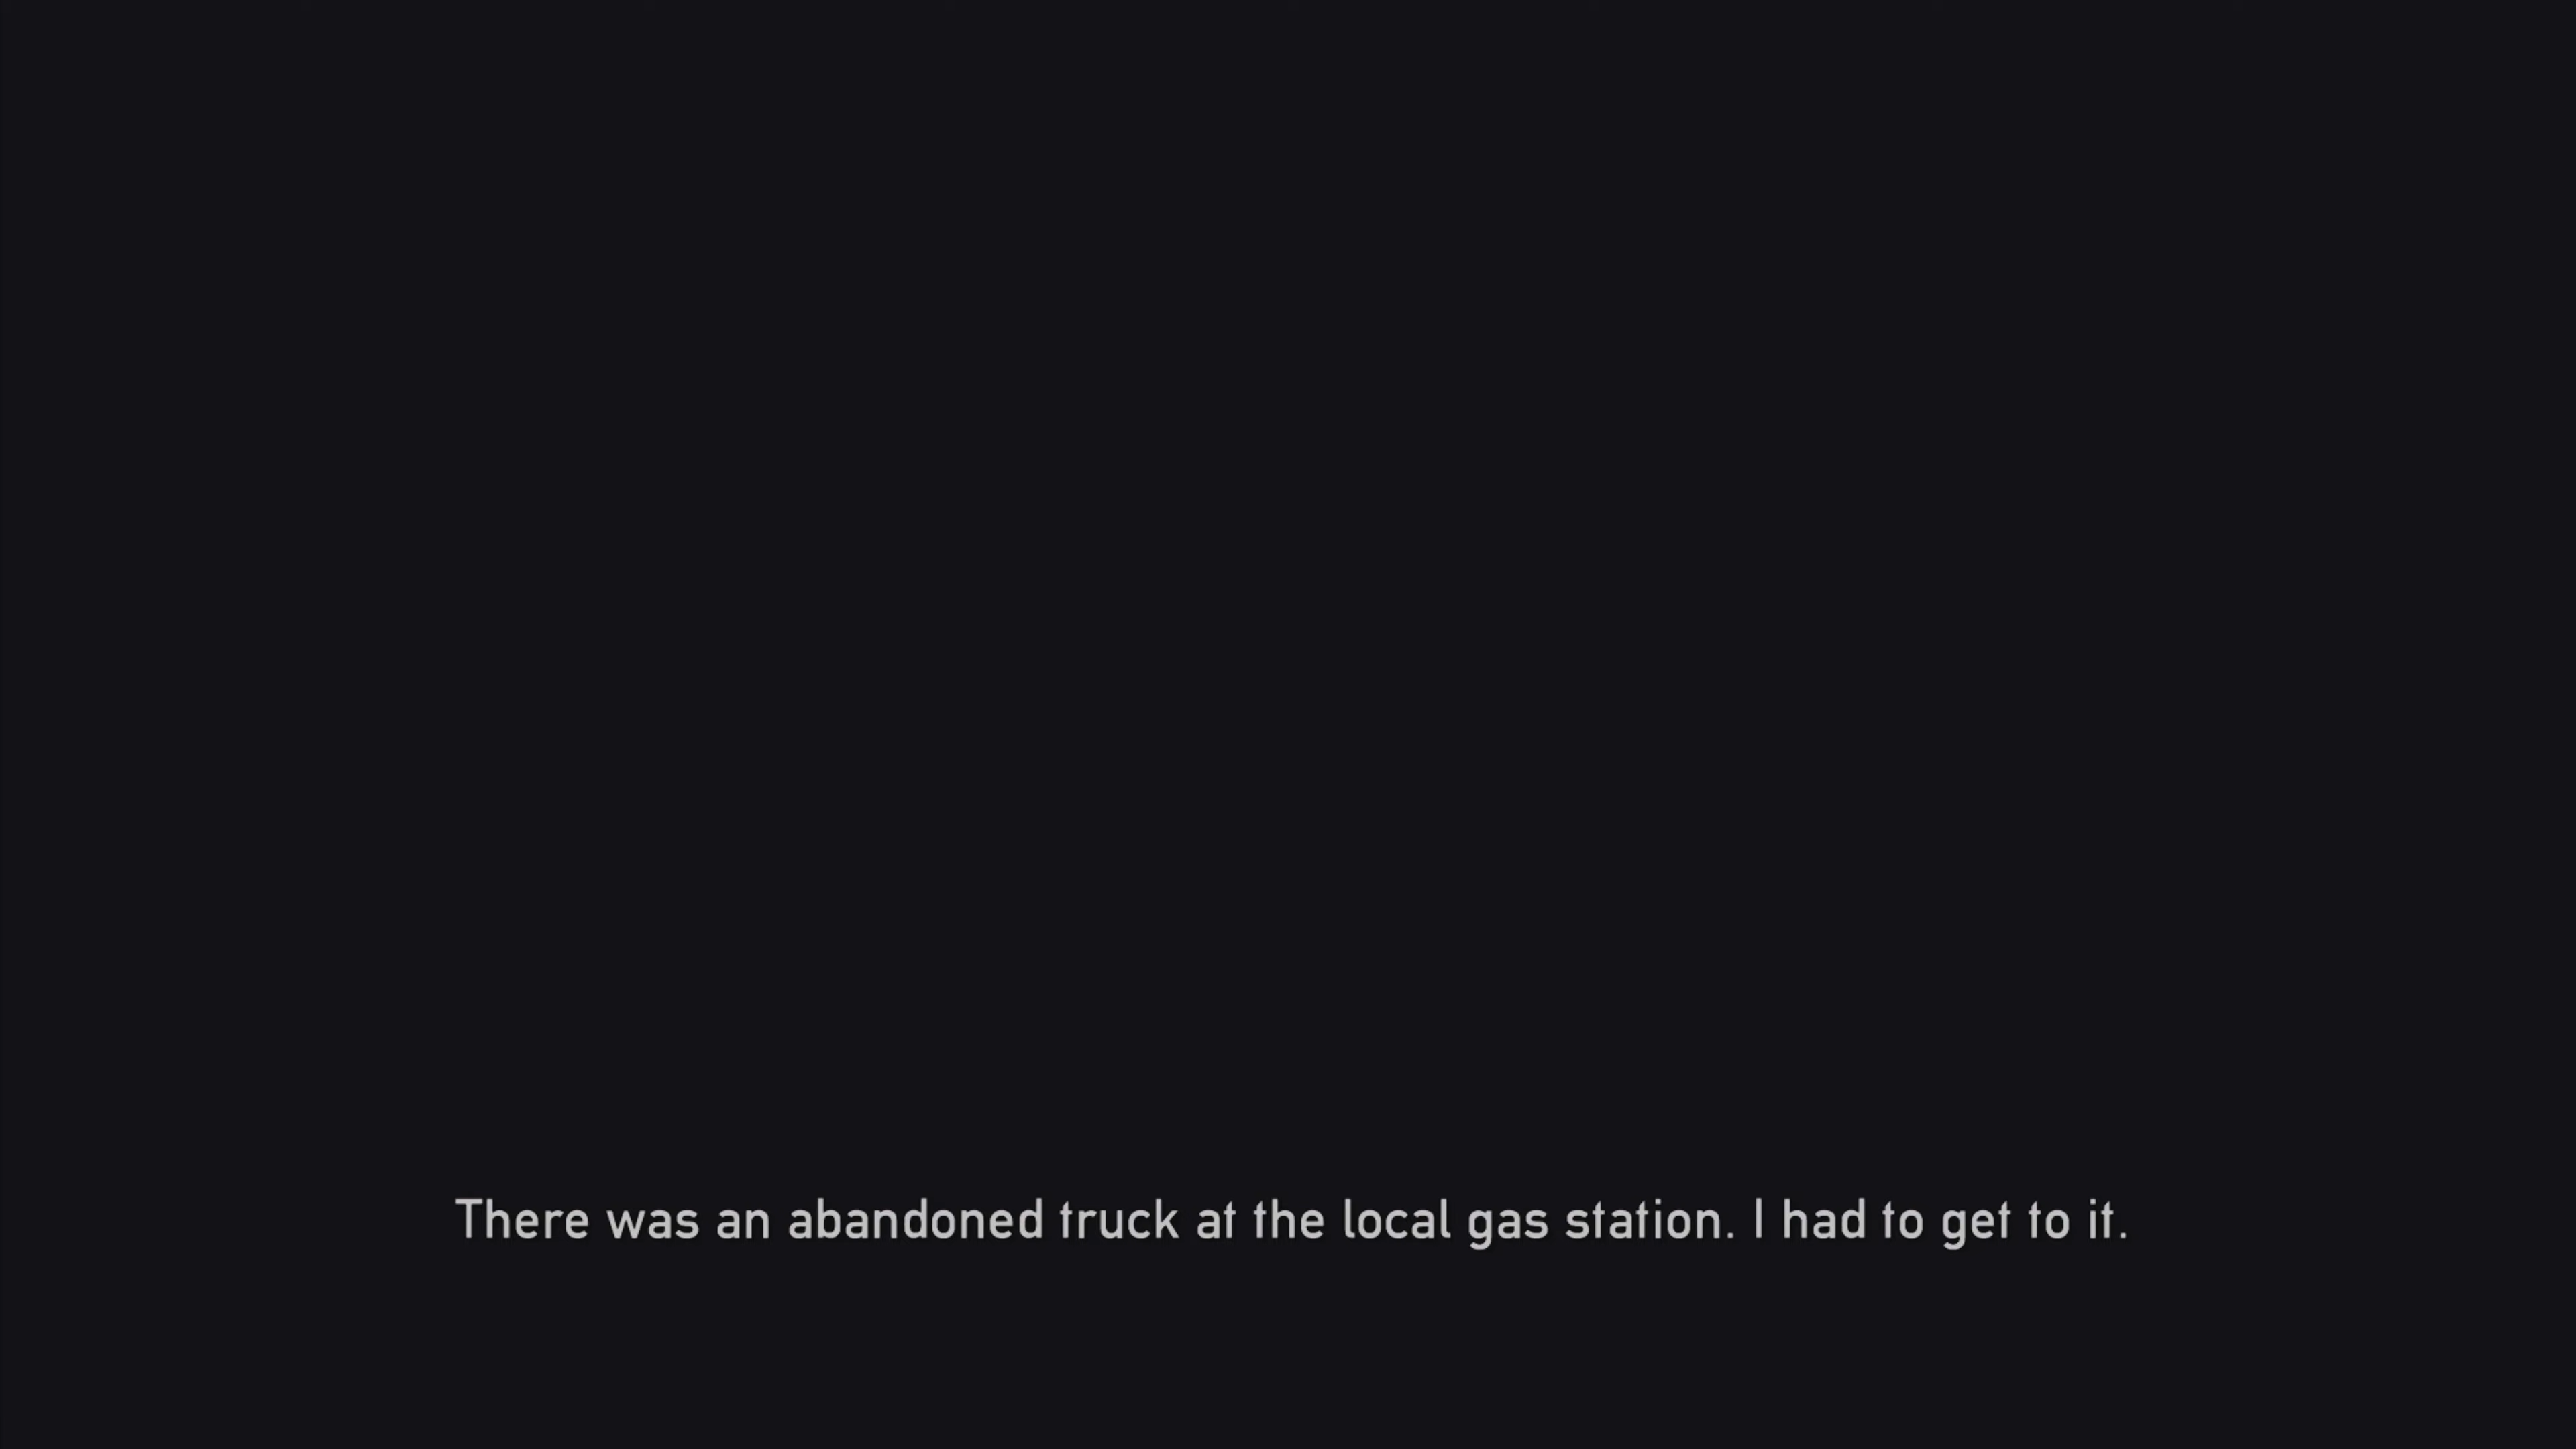 There was an abandoned truck at the local gas station. I had to get to it.